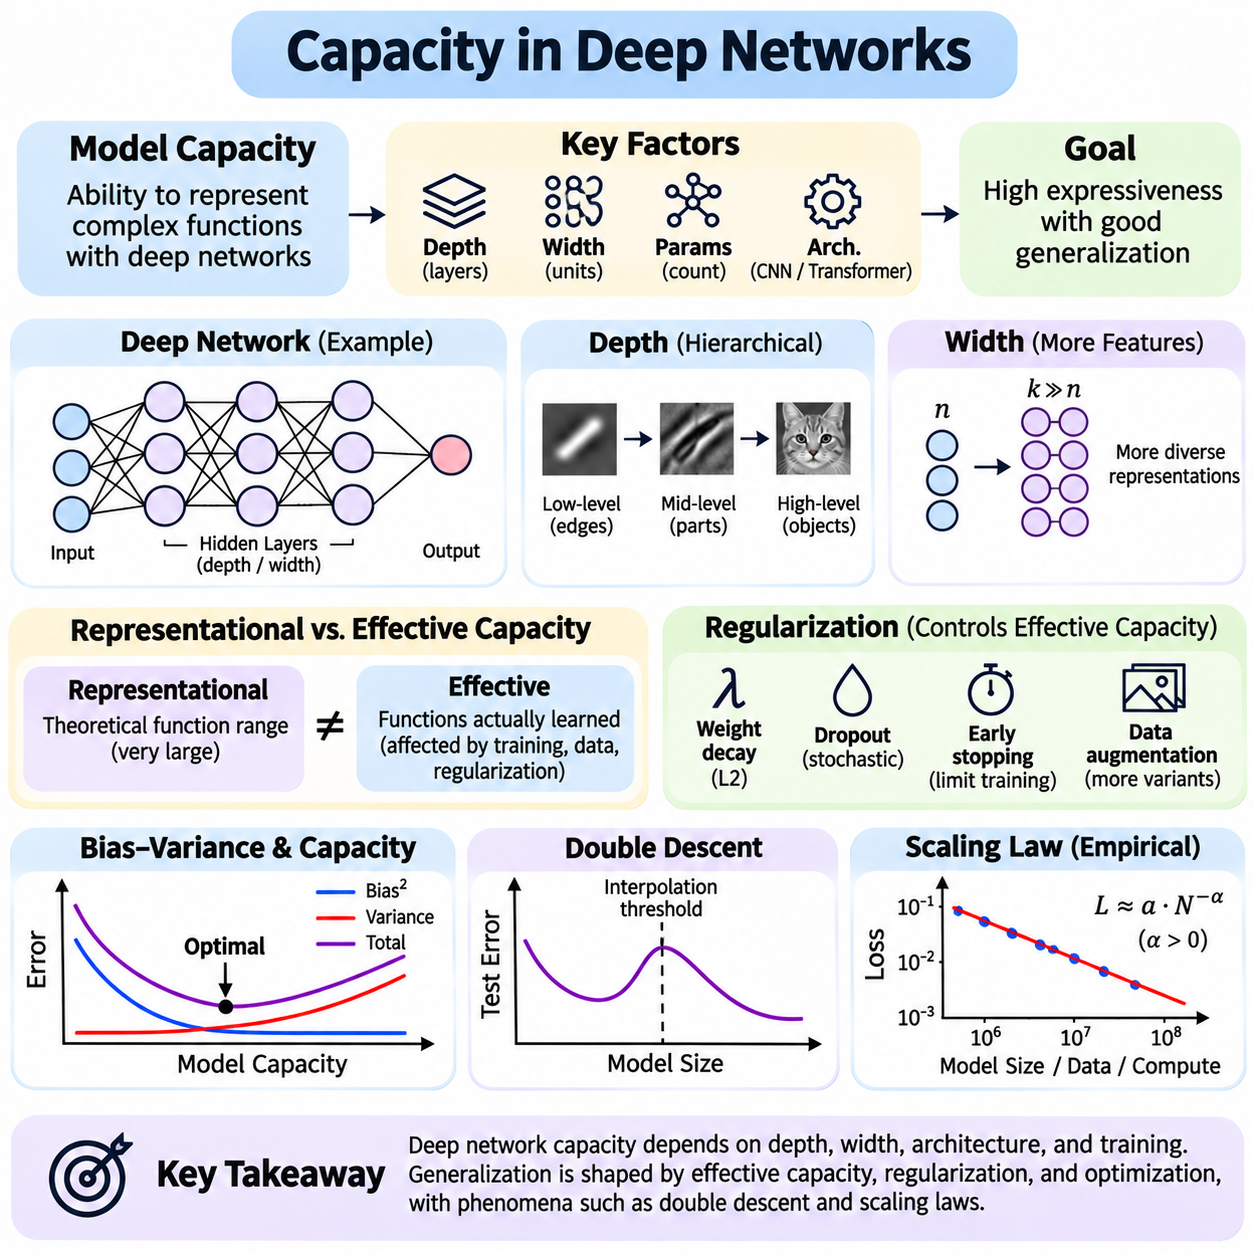 Capacity in Deep Networks
Model Capacity
Ability to represent
complex functions
with deep networks
Key Factors
Depth
(layers)
Width
(units)
Params
(count)
Arch.
(CNN / Transformer)
Goal
High expressiveness
with good
generalization
Deep Network (Example)
Input
Hidden Layers
(depth / width)
Output
Depth (Hierarchical)
Low-level
(edges)
Mid-level
(parts)
High-level
(objects)
Width (More Features)
n
k ≫ n
More diverse
representations
Representational vs. Effective Capacity
Representational
Theoretical function range
(very large)
≠
Effective
Functions actually learned
(affected by training, data,
regularization)
Regularization (Controls Effective Capacity)
λ
Weight
decay
(L2)
Dropout
(stochastic)
Early
stopping
(limit training)
Data
augmentation
(more variants)
Bias–Variance & Capacity
Error
Bias²
Variance
Total
Optimal
Model Capacity
Double Descent
Interpolation
threshold
Test Error
Model Size
Scaling Law (Empirical)
Loss
10⁻¹
10⁻²
10⁻³
L ≈ a · N⁻ᵅ
(α > 0)
10⁶ 10⁷ 10⁸
Model Size / Data / Compute
Key Takeaway
Deep network capacity depends on depth, width, architecture, and training.
Generalization is shaped by effective capacity, regularization, and optimization,
with phenomena such as double descent and scaling laws.